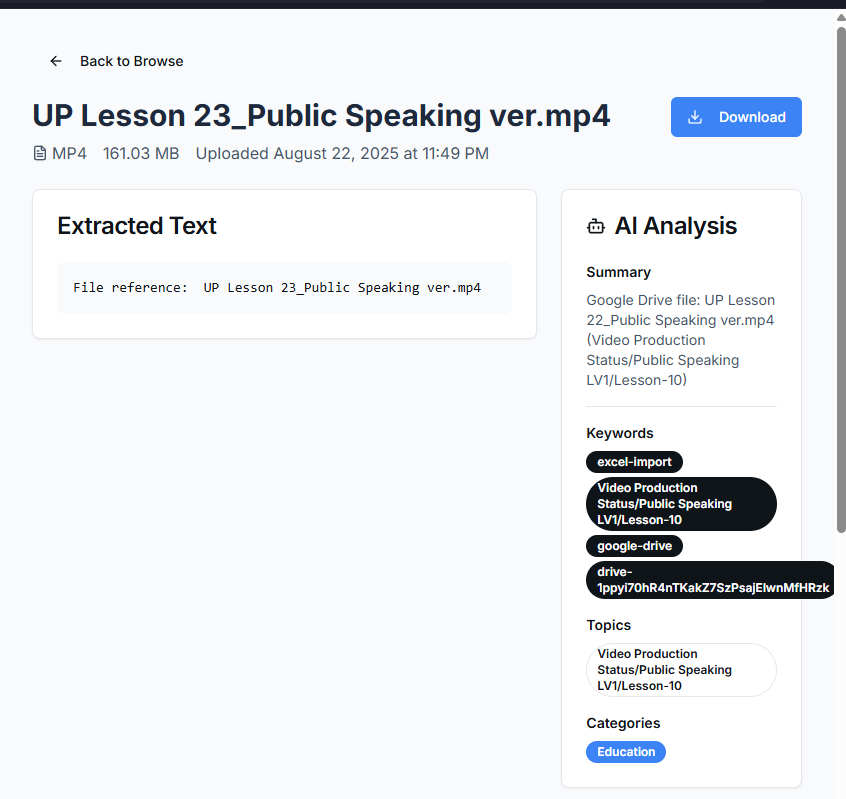 Back to Browse
UP Lesson 23_Public Speaking ver.mp4
Download
MP4 161.03 MB Uploaded August 22, 2025 at 11:49 PM
Extracted Text
File reference: UP Lesson 23_Public Speaking ver.mp4
AI Analysis
Summary
Google Drive file: UP Lesson
22_Public Speaking ver.mp4
(Video Production
Status/Public Speaking
LV1/Lesson-10)
Keywords
excel-import
Video Production
Status/Public Speaking
LV1/Lesson-10
google-drive
drive-
1ppyi70hR4nTKakZ7SzPsajElwnMfHRzk
Topics
Video Production
Status/Public Speaking
LV1/Lesson-10
Categories
Education